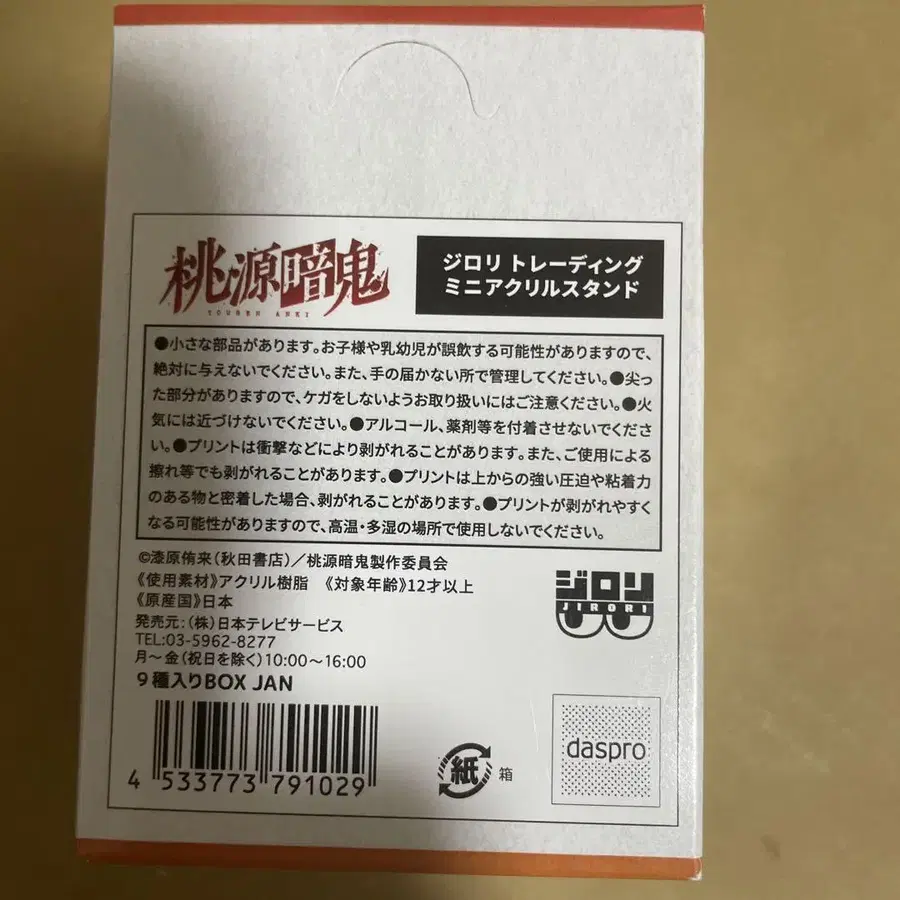 桃源暗鬼
TOUGEN ANKI
ジロリ トレーディング
ミニアクリルスタンド
●小さな部品があります。お子様や乳幼児が誤飲する可能性がありますので、
絶対に与えないでください。また、手の届かない所で管理してください。●尖っ
た部分がありますので、ケガをしないようお取り扱いにはご注意ください。●火
気には近づけないでください。●アルコール、薬剤等を付着させないでくださ
い。●プリントは衝撃などにより剥がれることがあります。また、ご使用による
擦れ等でも剥がれることがあります。●プリントは上からの強い圧迫や粘着力
のある物と密着した場合、剥がれることがあります。●プリントが剥がれやすく
なる可能性がありますので、高温・多湿の場所で使用しないでください。
©漆原侑来(秋田書店)/桃源暗鬼製作委員会
《使用素材》アクリル樹脂 《対象年齢》12才以上
《原産国》日本
発売元:(株)日本テレビサービス
TEL:03-5962-8277
月～金(祝日を除く)10:00～16:00
9種入りBOX JAN
4 533773 791029
ジロリ
JIRORI
紙 箱
daspro